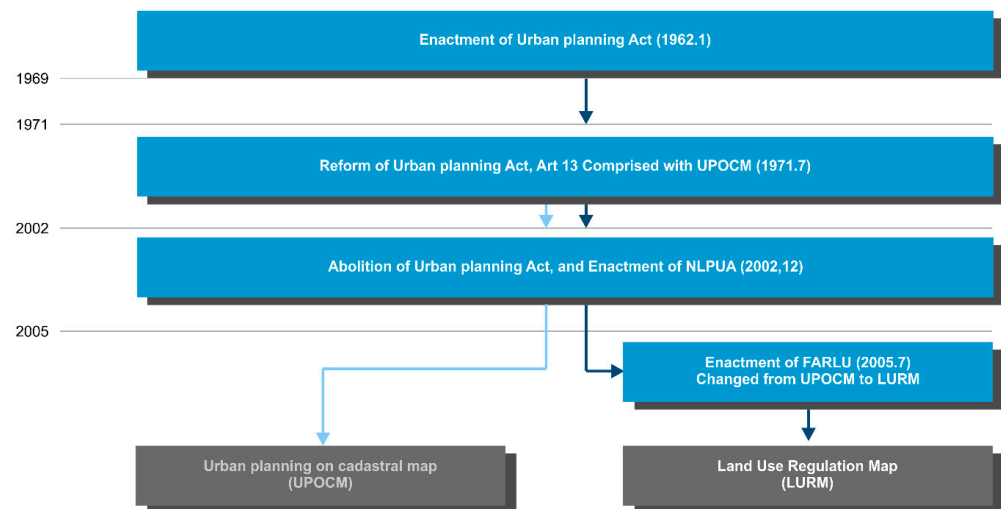 Enactment of Urban planning Act (1962.1)
1969
1971
Reform of Urban planning Act, Art 13 Comprised with UPOCM (1971.7)
2002
Abolition of Urban planning Act, and Enactment of NLPUA (2002,12)
2005
Enactment of FARLU (2005.7)
Changed from UPOCM to LURM
Urban planning on cadastral map
(UPOCM)
Land Use Regulation Map
(LURM)